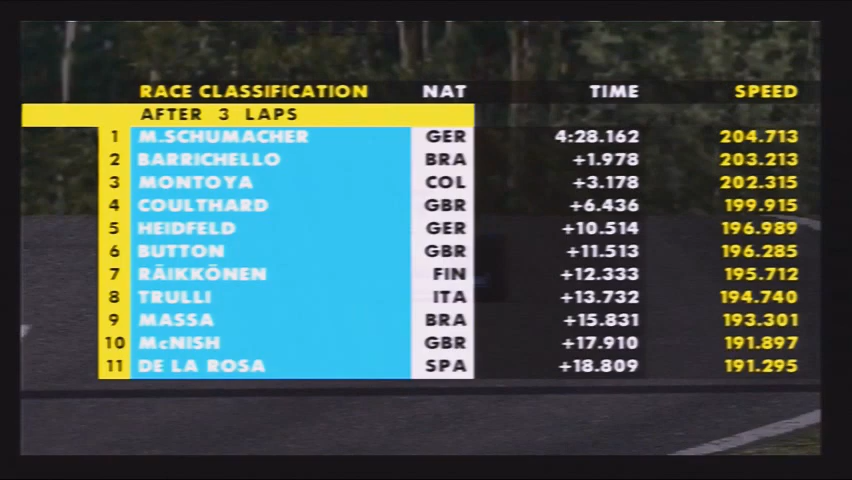 RACE CLASSIFICATION NAT TIME SPEED
AFTER 3 LAPS
1 M.SCHUMACHER GER 4:28.162 204.713
2 BARRICHELLO BRA +1.978 203.213
3 MONTOYA COL +3.178 202.315
4 COULTHARD GBR +6.436 199.915
5 HEIDFELD GER +10.514 196.989
6 BUTTON GBR +11.513 196.285
7 RÄIKKÖNEN FIN +12.333 195.712
8 TRULLI ITA +13.732 194.740
9 MASSA BRA +15.831 193.301
10 McNISH GBR +17.910 191.897
11 DE LA ROSA SPA +18.809 191.295